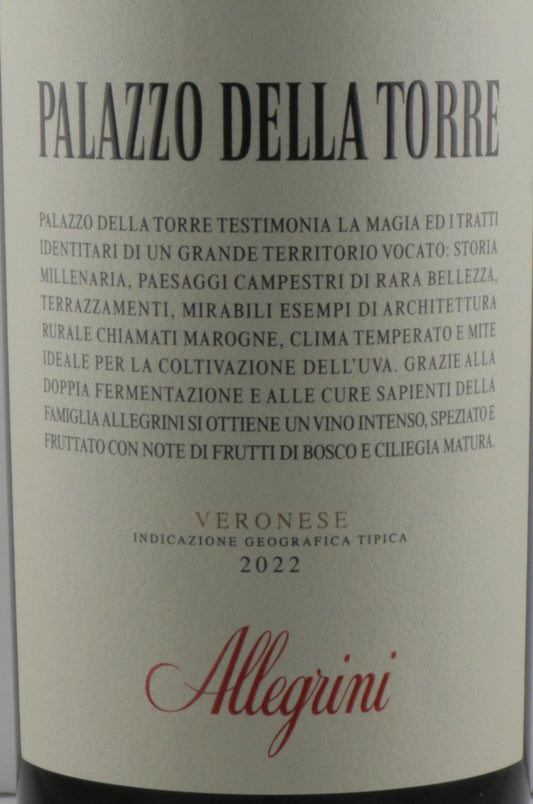 PALAZZO DELLA TORRE
PALAZZO DELLA TORRE TESTIMONIA LA MAGIA ED I TRATTI
IDENTITARI DI UN GRANDE TERRITORIO VOCATO: STORIA
MILLENARIA, PAESAGGI CAMPESTRI DI RARA BELLEZZA,
TERRAZZAMENTI, MIRABILI ESEMPI DI ARCHITETTURA
RURALE CHIAMATI MAROGNE, CLIMA TEMPERATO E MITE
IDEALE PER LA COLTIVAZIONE DELL'UVA. GRAZIE ALLA
DOPPIA FERMENTAZIONE E ALLE CURE SAPIENTI DELLA
FAMIGLIA ALLEGRINI SI OTTIENE UN VINO INTENSO, SPEZIATO E
FRUTTATO CON NOTE DI FRUTTI DI BOSCO E CILIEGIA MATURA.
VERONESE
INDICAZIONE GEOGRAFICA TIPICA
2022
Allegrini